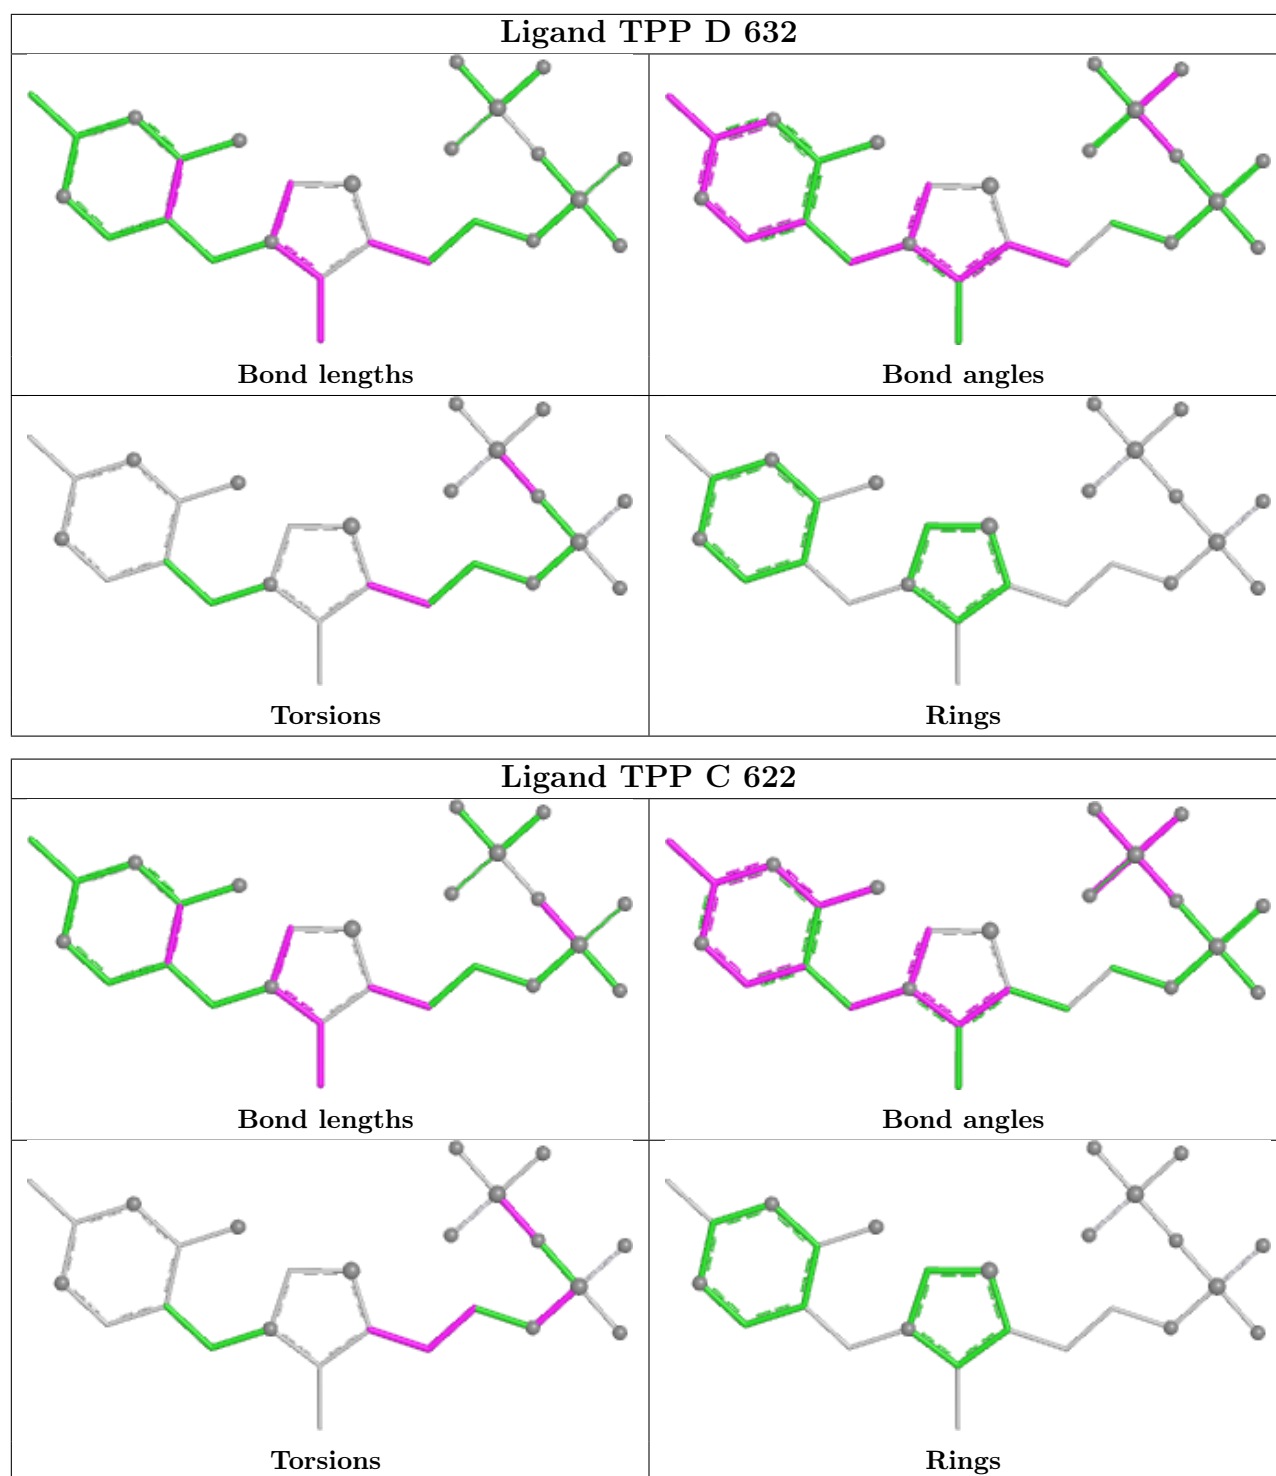 Ligand TPP D 632
Bond lengths
Bond angles
Torsions
Rings
Ligand TPP C 622
Bond lengths
Bond angles
Torsions
Rings